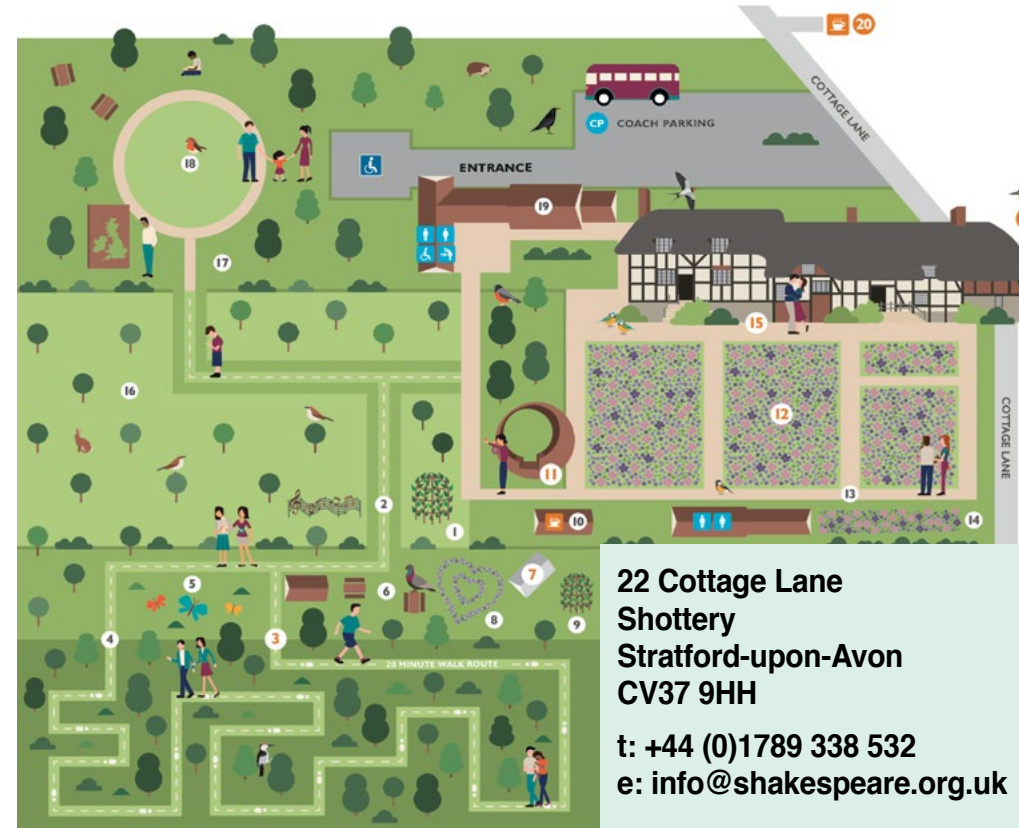 20
COTTAGE LANE
CP COACH PARKING
ENTRANCE
18
19
17
15
16
12
COTTAGE LANE
11
13
2
10
14
1
7
5
6
8
9
4
3
20 MINUTE WALK ROUTE
22 Cottage Lane
Shottery
Stratford-upon-Avon
CV37 9HH
t: +44 (0)1789 338 532
e: info@shakespeare.org.uk